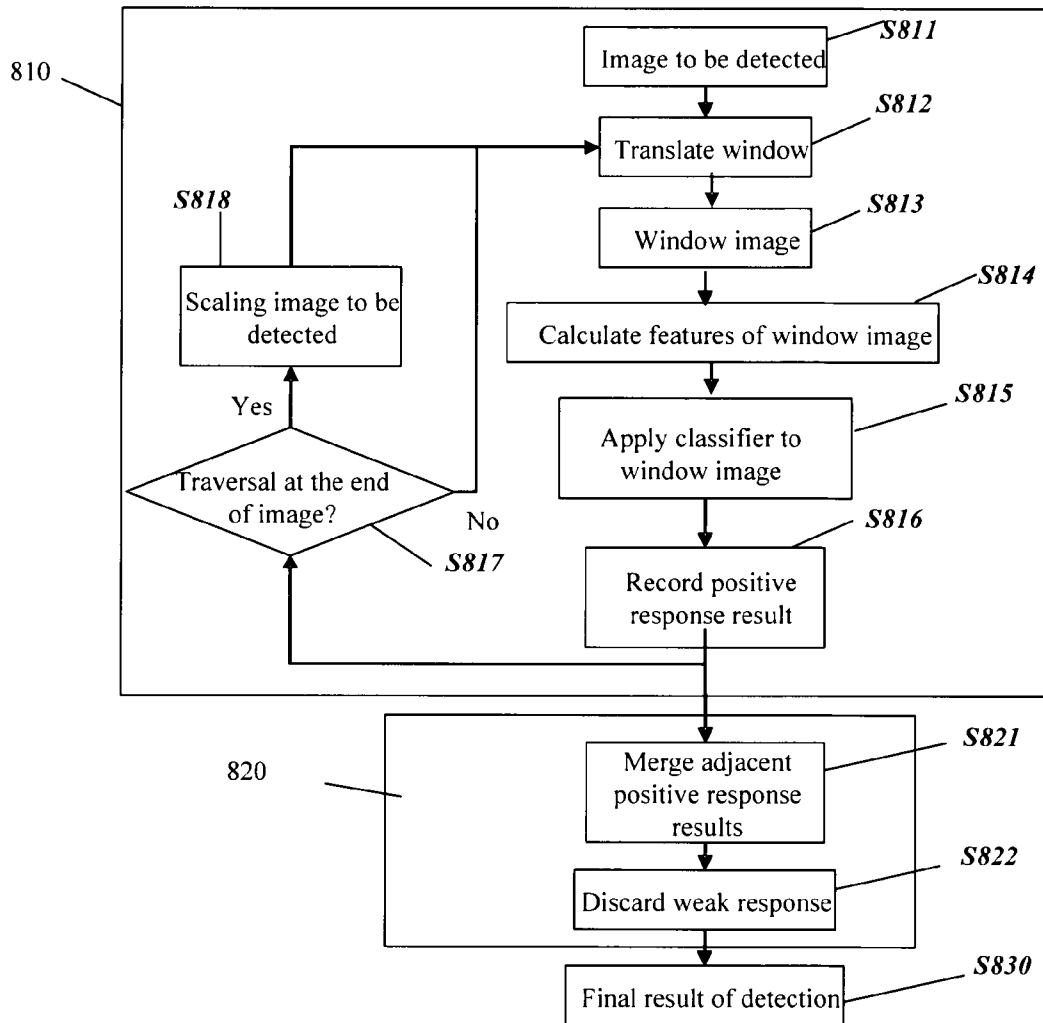 S811
810
Image to be detected
S812
Translate window
S818
S813
Window image
Scaling image to be
detected
S814
Calculate features of window image
Yes
S815
Apply classifier to
window image
Traversal at the end
of image?
No
S816
S817
Record positive
response result
S821
820
Merge adjacent
positive response
results
S822
Discard weak response
S830
Final result of detection